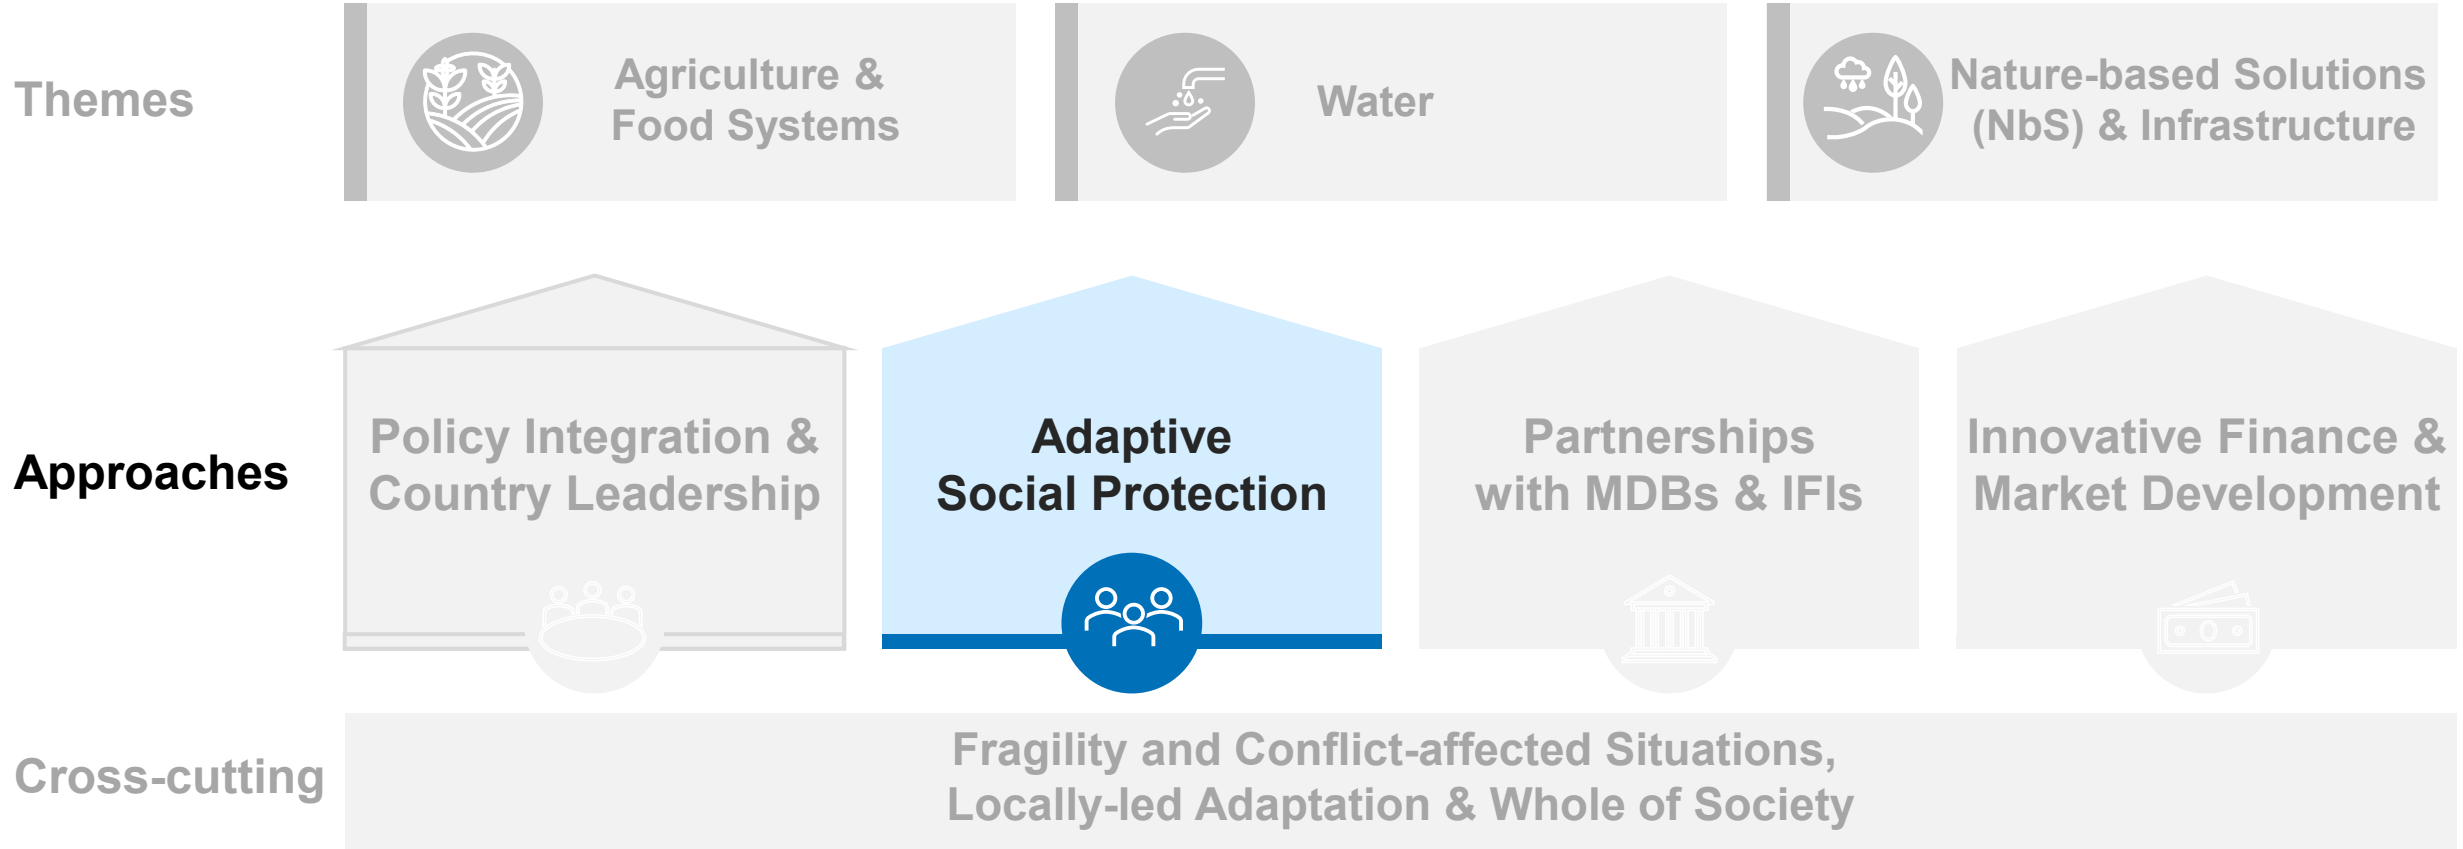 Themes
Agriculture &
Food Systems
Water
Nature-based Solutions
(NbS) & Infrastructure
Approaches
Policy Integration &
Country Leadership
Adaptive
Social Protection
Partnerships
with MDBs & IFIs
Innovative Finance &
Market Development
Cross-cutting
Fragility and Conflict-affected Situations,
Locally-led Adaptation & Whole of Society